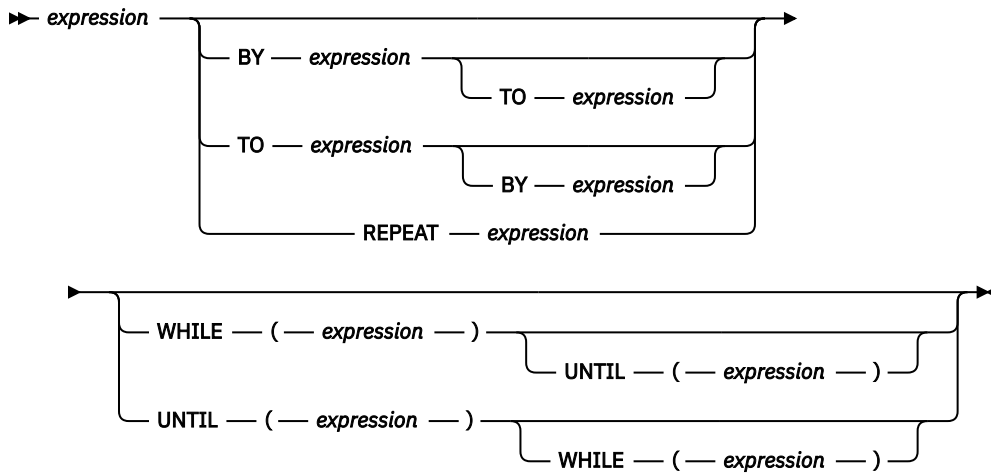 expression
BY expression
TO expression
TO expression
BY expression
REPEAT expression
WHILE ( expression )
UNTIL ( expression )
UNTIL ( expression )
WHILE ( expression )